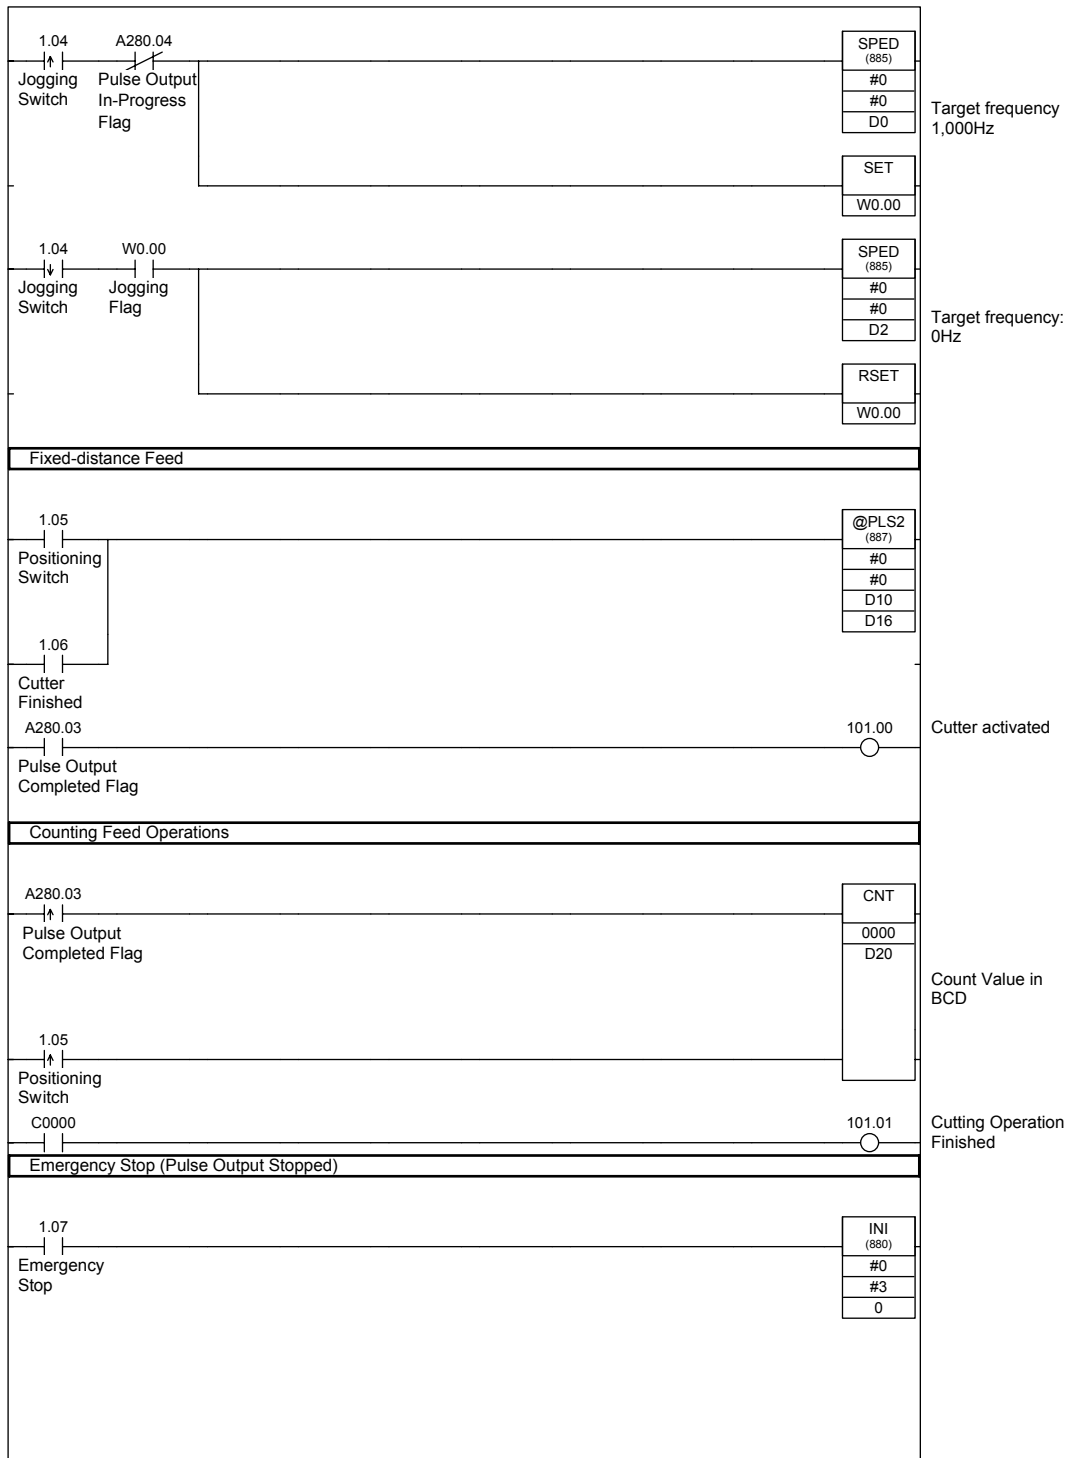 1.04 A280.04
SPED
(885)
Jogging Switch
Pulse Output In-Progress Flag
#0
#0
D0
Target frequency
1,000Hz
SET
W0.00
1.04 W0.00
SPED
(885)
Jogging Switch
Jogging Flag
#0
#0
D2
Target frequency:
0Hz
RSET
W0.00
Fixed-distance Feed
1.05
@PLS2
(887)
Positioning
Switch
#0
#0
D10
D16
1.06
Cutter
Finished
A280.03
101.00
Cutter activated
Pulse Output
Completed Flag
Counting Feed Operations
A280.03
CNT
Pulse Output
Completed Flag
0000
D20
Count Value in
BCD
1.05
Positioning
Switch
C0000
101.01
Cutting Operation
Finished
Emergency Stop (Pulse Output Stopped)
1.07
INI
(880)
Emergency
Stop
#0
#3
0